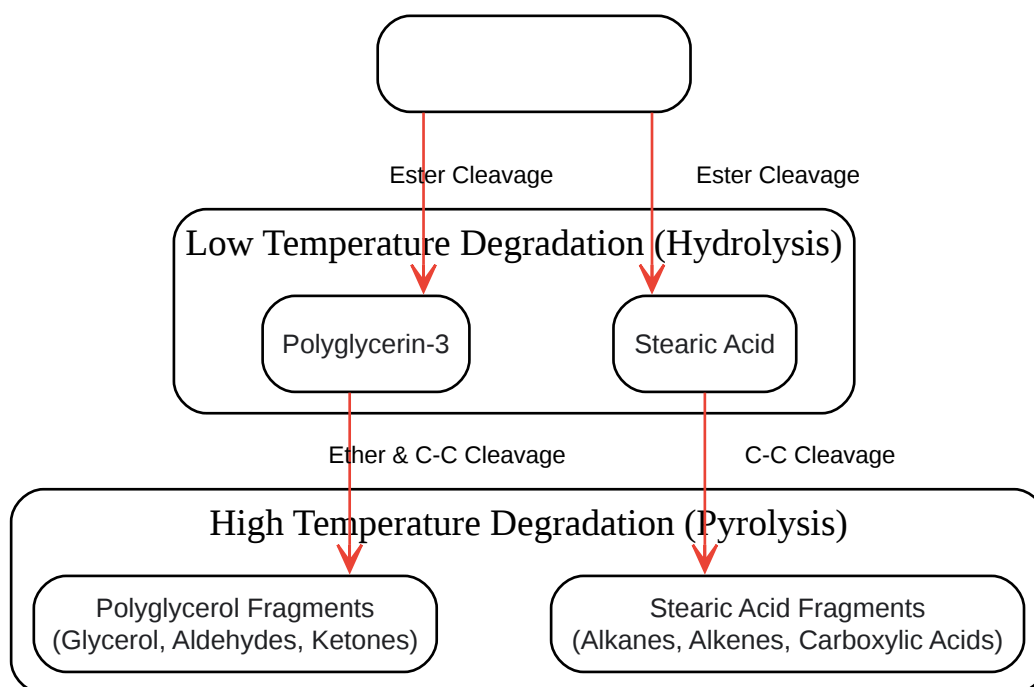 Ester Cleavage
Ester Cleavage
Low Temperature Degradation (Hydrolysis)
Polyglycerin-3
Stearic Acid
Ether & C-C Cleavage
C-C Cleavage
High Temperature Degradation (Pyrolysis)
Polyglycerol Fragments
(Glycerol, Aldehydes, Ketones)
Stearic Acid Fragments
(Alkanes, Alkenes, Carboxylic Acids)